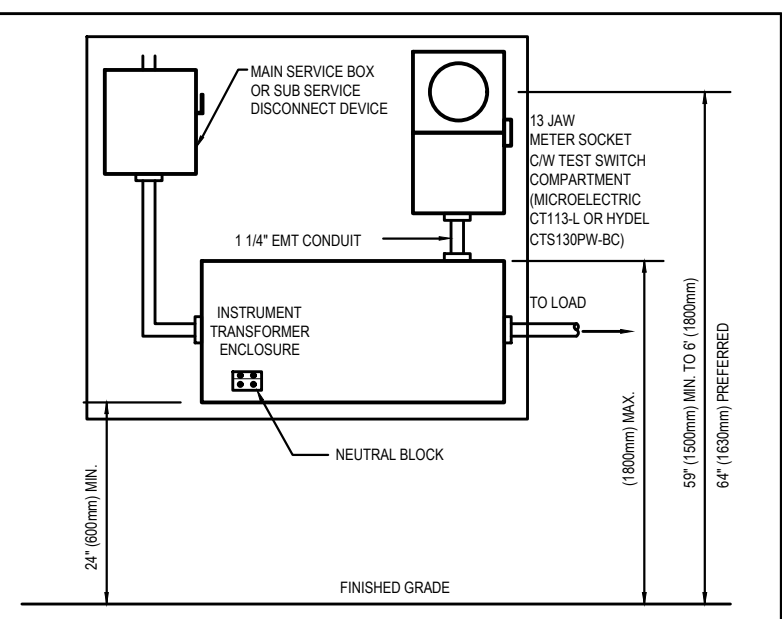 MAIN SERVICE BOX
OR SUB SERVICE
DISCONNECT DEVICE
13 JAW
METER SOCKET
C/W TEST SWITCH
COMPARTMENT
(MICROELECTRIC
CT113-L OR HYDEL
CTS130PW-BC)
1 1/4" EMT CONDUIT
INSTRUMENT
TRANSFORMER
ENCLOSURE
TO LOAD
NEUTRAL BLOCK
24" (600mm) MIN.
(1800mm) MAX.
59" (1500mm) MIN. TO 6' (1800mm)
64" (1630mm) PREFERRED
FINISHED GRADE